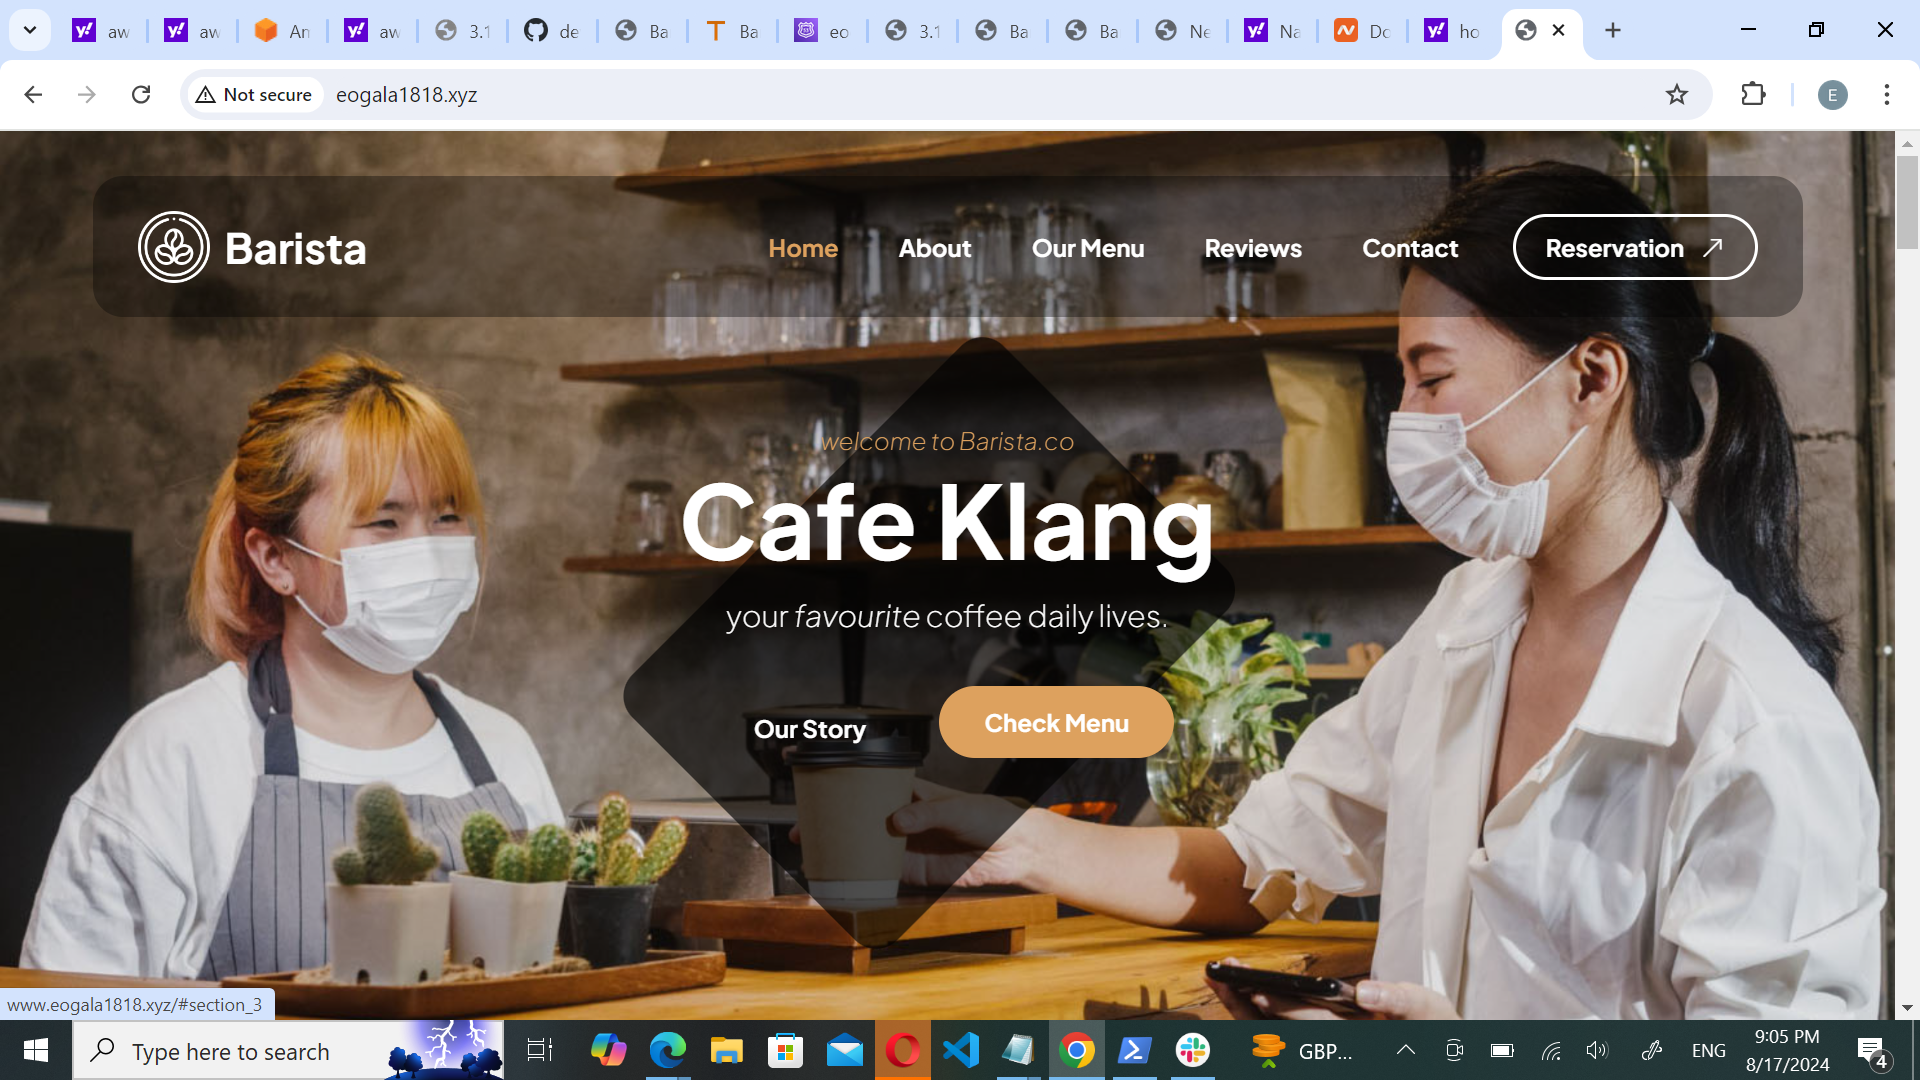 aw
aw
An
aw
3.1
de
Ba
Ba
eo
3.1
Ba
Ba
Ne
Na
Do
ho
Not secure
eogala1818.xyz
E
Barista
Home
About
Our Menu
Reviews
Contact
Reservation
welcome to Barista.co
Cafe Klang
your favourite coffee daily lives.
Our Story
Check Menu
www.eogala1818.xyz/#section_3
Type here to search
GBP...
ENG
9:05 PM
8/17/2024
4